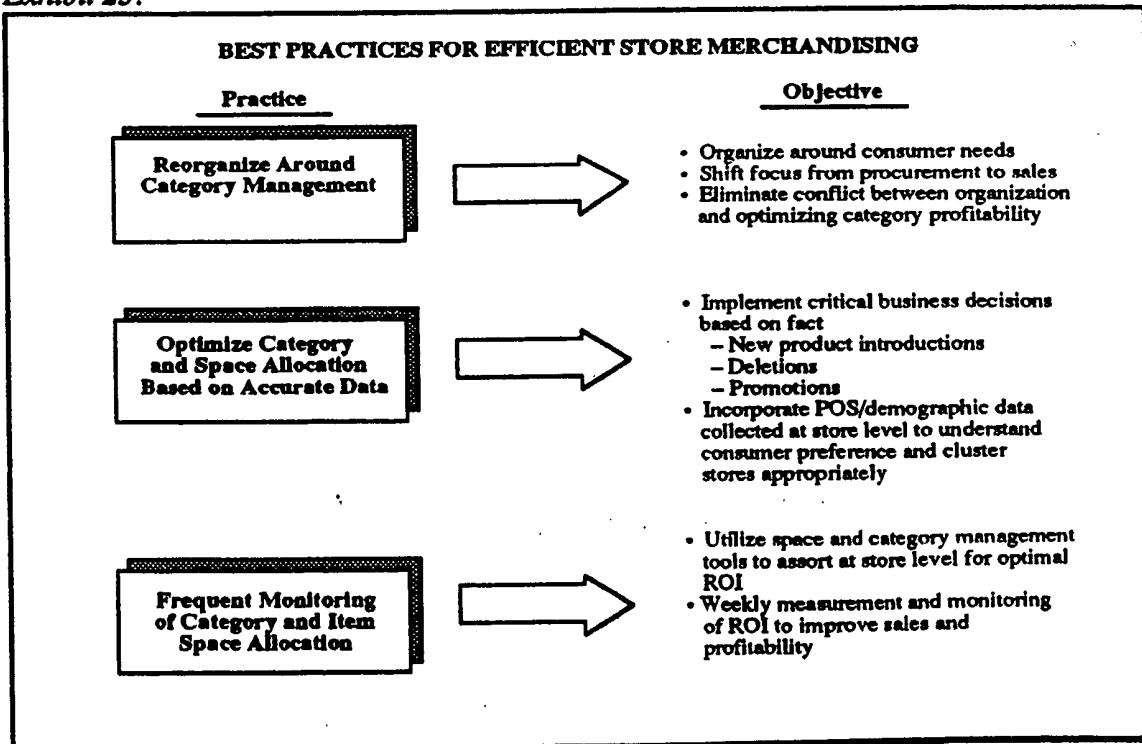 BEST PRACTICES FOR EFFICIENT STORE MERCHANDISING
Practice
Objective
Reorganize Around
Category Management
• Organize around consumer needs
• Shift focus from procurement to sales
• Eliminate conflict between organization
and optimizing category profitability
Optimize Category
and Space Allocation
Based on Accurate Data
• Implement critical business decisions
based on fact
– New product introductions
– Deletions
– Promotions
• Incorporate POS/demographic data
collected at store level to understand
consumer preference and cluster
stores appropriately
Frequent Monitoring
of Category and Item
Space Allocation
• Utilize space and category management
tools to assort at store level for optimal
ROI
• Weekly measurement and monitoring
of ROI to improve sales and
profitability